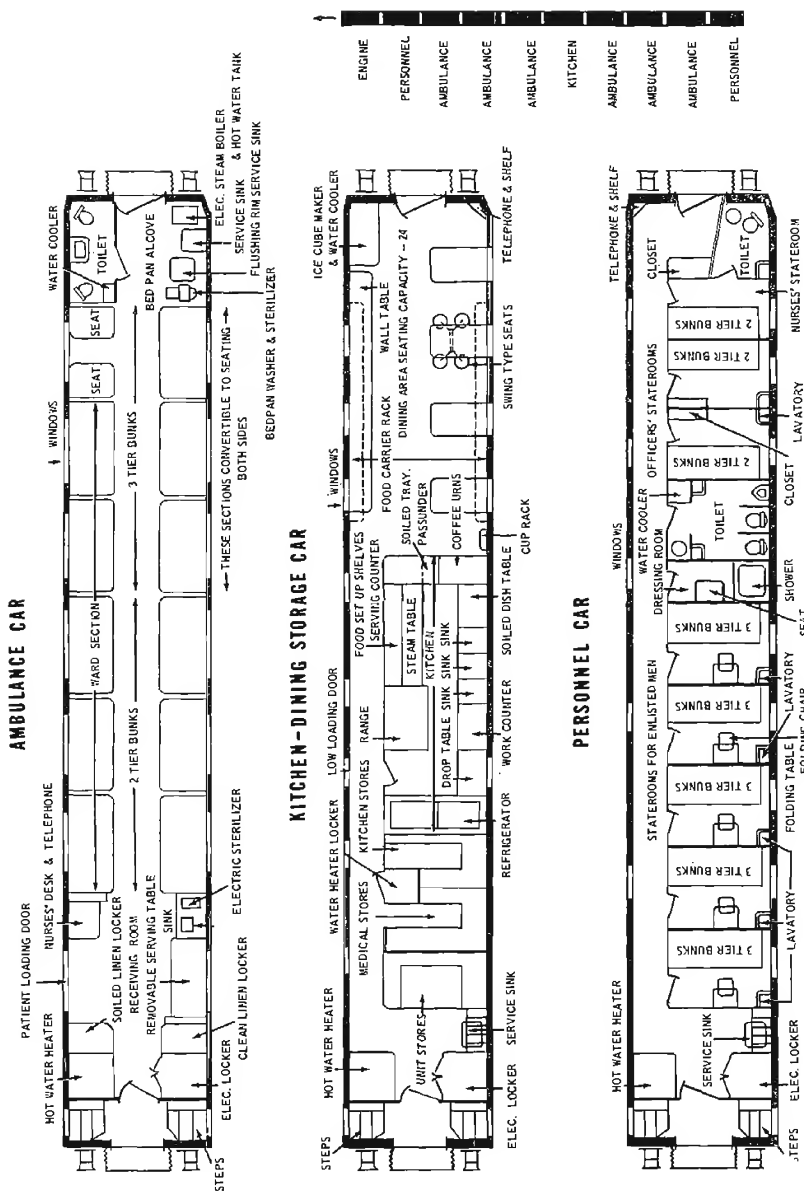 AMBULANCE CAR
PATIENT LOADING DOOR
HOT WATER HEATER
NURSES' DESK & TELEPHONE
WINDOWS
WATER COOLER
SOILED LINEN LOCKER
RECEIVING ROOM
REMOVABLE SERVING TABLE
SINK
WARD SECTION
2 TIER BUNKS
3 TIER BUNKS
SEAT
SEAT
TOILET
BED PAN ALCOVE
STEPS
ELEC. LOCKER
CLEAN LINEN LOCKER
ELECTRIC STERILIZER
THESE SECTIONS CONVERTIBLE TO SEATING
BOTH SIDES
BEDPAN WASHER & STERILIZER
FLUSHING RIM SERVICE SINK
SERVICE SINK
& HOT WATER TANK
ELEC. STEAM BOILER
KITCHEN-DINING STORAGE CAR
STEPS
HOT WATER HEATER
MEDICAL STORES
WATER HEATER LOCKER
KITCHEN STORES
LOW LOADING DOOR
RANGE
FOOD SET UP SHELVES
SERVING COUNTER
STEAM TABLE
KITCHEN
DROP TABLE
SINK
SINK
SINK
WINDOWS
SOILED TRAY.
PASSUNDER
COFFEE URNS
FOOD CARRIER RACK
WALL TABLE
DINING AREA SEATING CAPACITY - 24
ICE CUBE MAKER
& WATER COOLER
UNIT STORES
ELEC. LOCKER
SERVICE SINK
REFRIGERATOR
WORK COUNTER
SOILED DISH TABLE
CUP RACK
SWING TYPE SEATS
TELEPHONE & SHELF
PERSONNEL CAR
HOT WATER HEATER
SERVICE SINK
STATEROOMS FOR ENLISTED MEN
3 TIER BUNKS
3 TIER BUNKS
3 TIER BUNKS
3 TIER BUNKS
3 TIER BUNKS
DRESSING ROOM
WATER COOLER
WINDOWS
TOILET
OFFICERS' STATEROOMS
2 TIER BUNKS
2 TIER BUNKS
2 TIER BUNKS
CLOSET
TELEPHONE & SHELF
TOILET
STEPS
ELEC. LOCKER
LAVATORY
FOLDING TABLE
FOLDING CHAIR
LAVATORY
SEAT
SHOWER
CLOSET
LAVATORY
NURSES' STATEROOM
ENGINE
PERSONNEL
AMBULANCE
AMBULANCE
AMBULANCE
KITCHEN
AMBULANCE
AMBULANCE
AMBULANCE
PERSONNEL